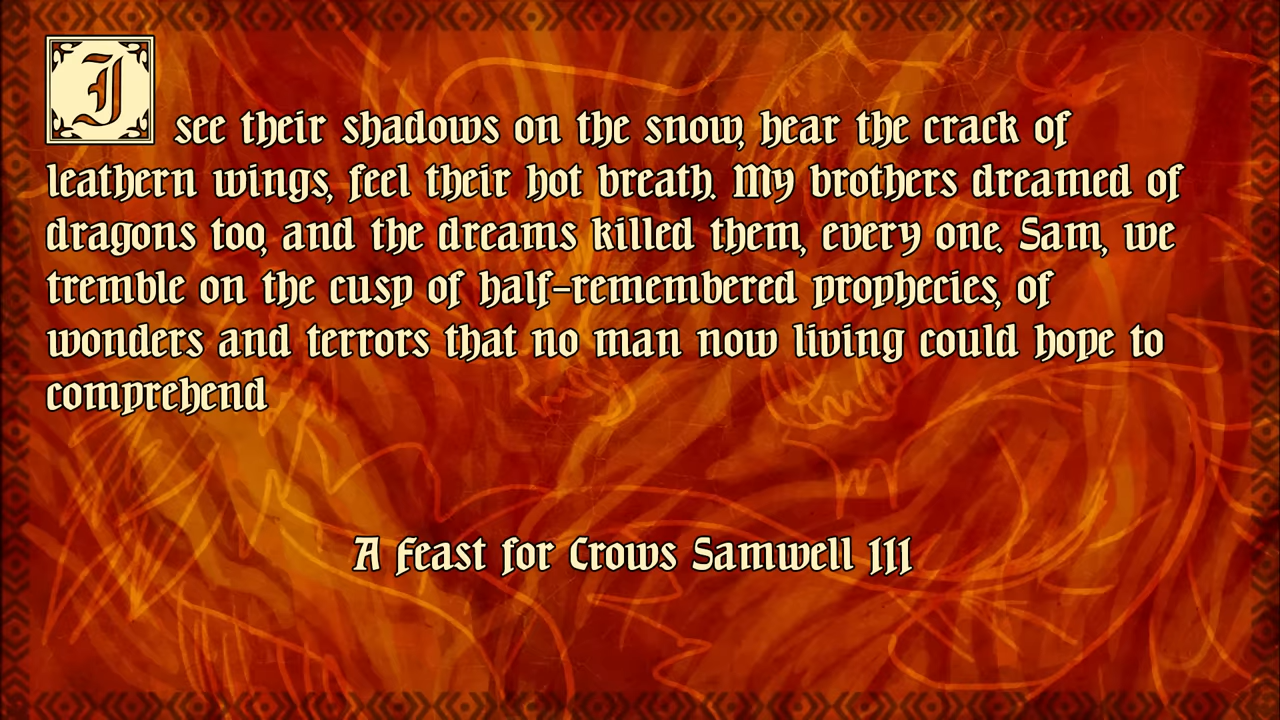 I see their shadows on the snow, hear the crack of
leathern wings, feel their hot breath. My brothers dreamed of
dragons too, and the dreams killed them, every one. Sam, we
tremble on the cusp of half-remembered prophecies, of
wonders and terrors that no man now living could hope to
comprehend
A Feast for Crows Samwell III